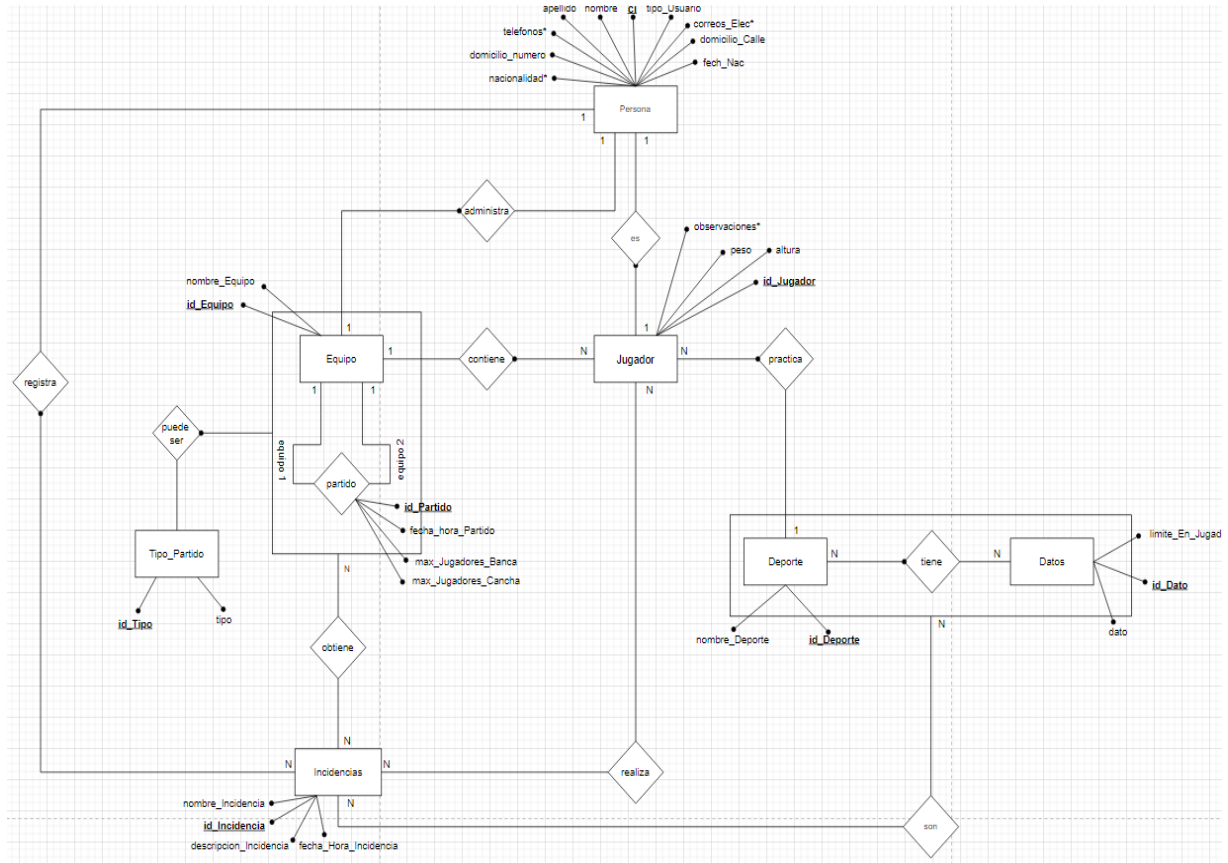 apellido nombre CI tipo_Usuario
correos_Elec*
telefonos*
domicilio_Calle
domicilio_numero
fech_Nac
nacionalidad*
Persona
1
1
1
administra
es
observaciones*
peso
altura
id_Jugador
nombre_Equipo
id_Equipo
1
1
Equipo
1
contiene
N
Jugador
N
practica
registra
1
1
N
puede
ser
equipo 1
equipo 2
partido
id_Partido
fecha_hora_Partido
max_Jugadores_Banca
max_Jugadores_Cancha
Tipo_Partido
id_Tipo
tipo
N
1
Deporte
N
tiene
N
Datos
limite_En_Jugad
id_Dato
dato
nombre_Deporte
id_Deporte
N
obtiene
N
N
Incidencias
N
realiza
N
nombre_Incidencia
id_Incidencia
descripcion_Incidencia
fecha_Hora_Incidencia
son